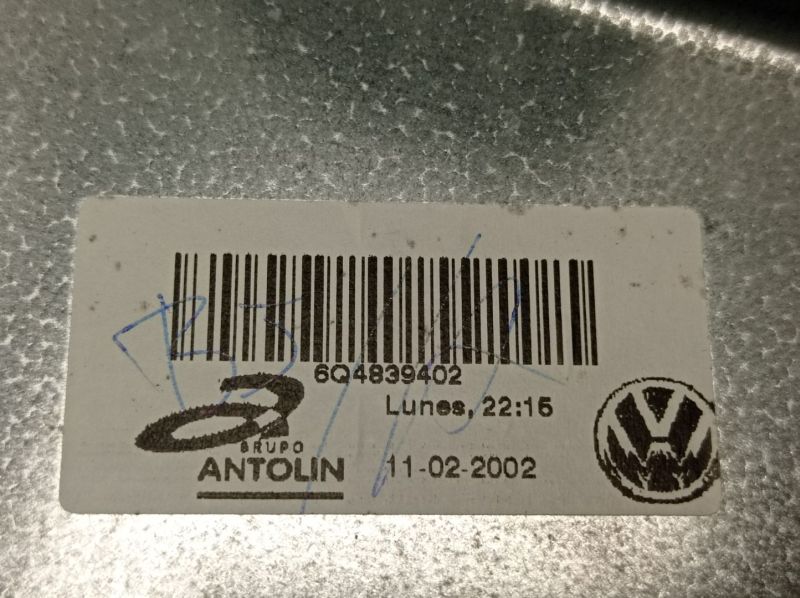 6Q4839402
Lunes, 22:15
GRUPO
ANTOLIN
11-02-2002